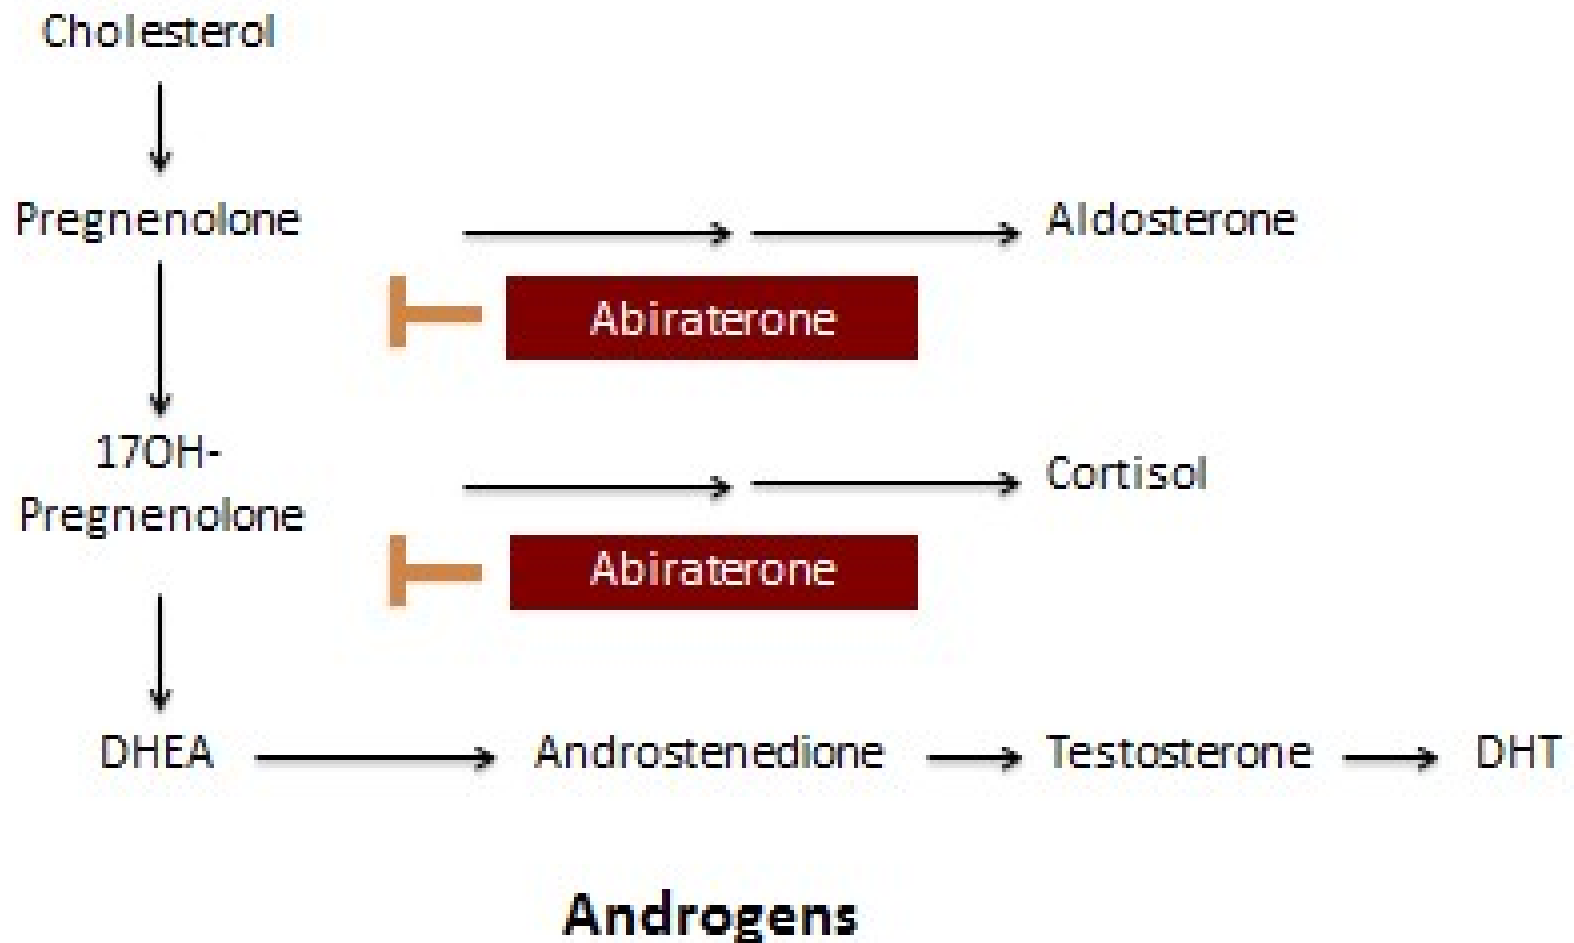 Cholesterol
Pregnenolone
Aldosterone
Abiraterone
17OH-
Pregnenolone
Cortisol
Abiraterone
DHEA
Androstenedione
Testosterone
DHT
Androgens